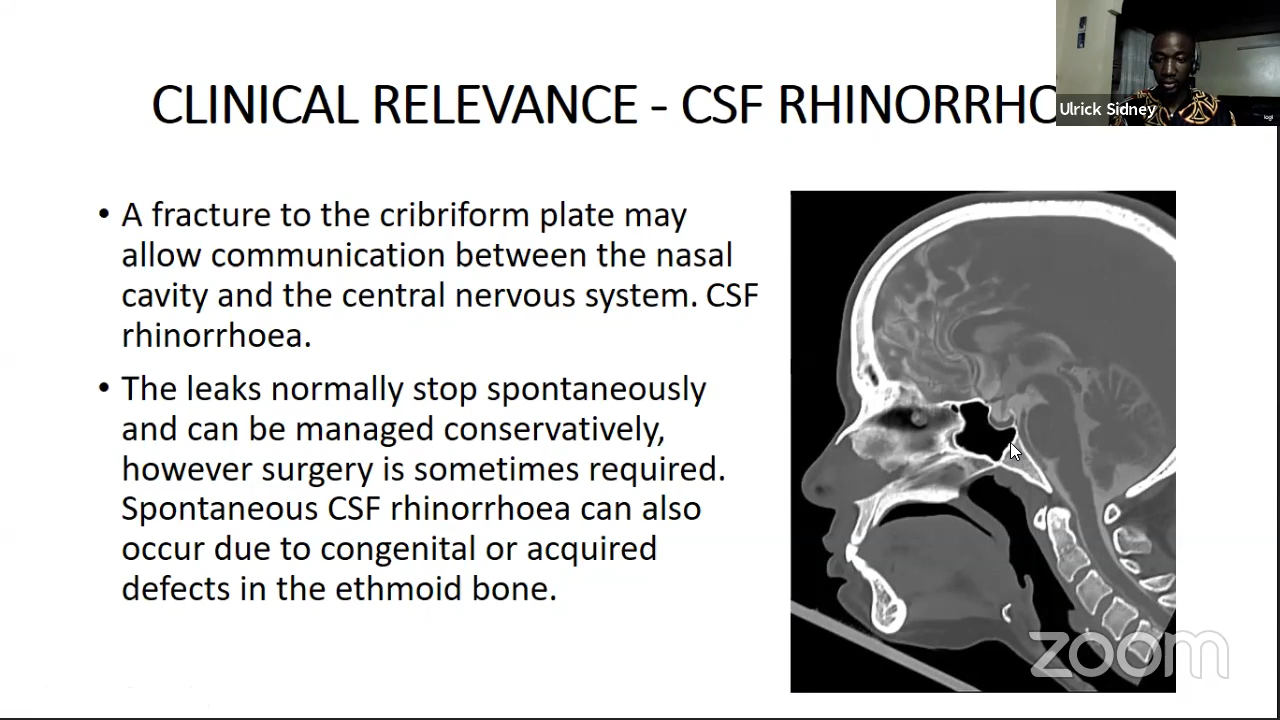 CLINICAL RELEVANCE - CSF RHINORRHO
Ulrick Sidney
logi
• A fracture to the cribriform plate may
allow communication between the nasal
cavity and the central nervous system. CSF
rhinorrhoea.
• The leaks normally stop spontaneously
and can be managed conservatively,
however surgery is sometimes required.
Spontaneous CSF rhinorrhoea can also
occur due to congenital or acquired
defects in the ethmoid bone.
zoom